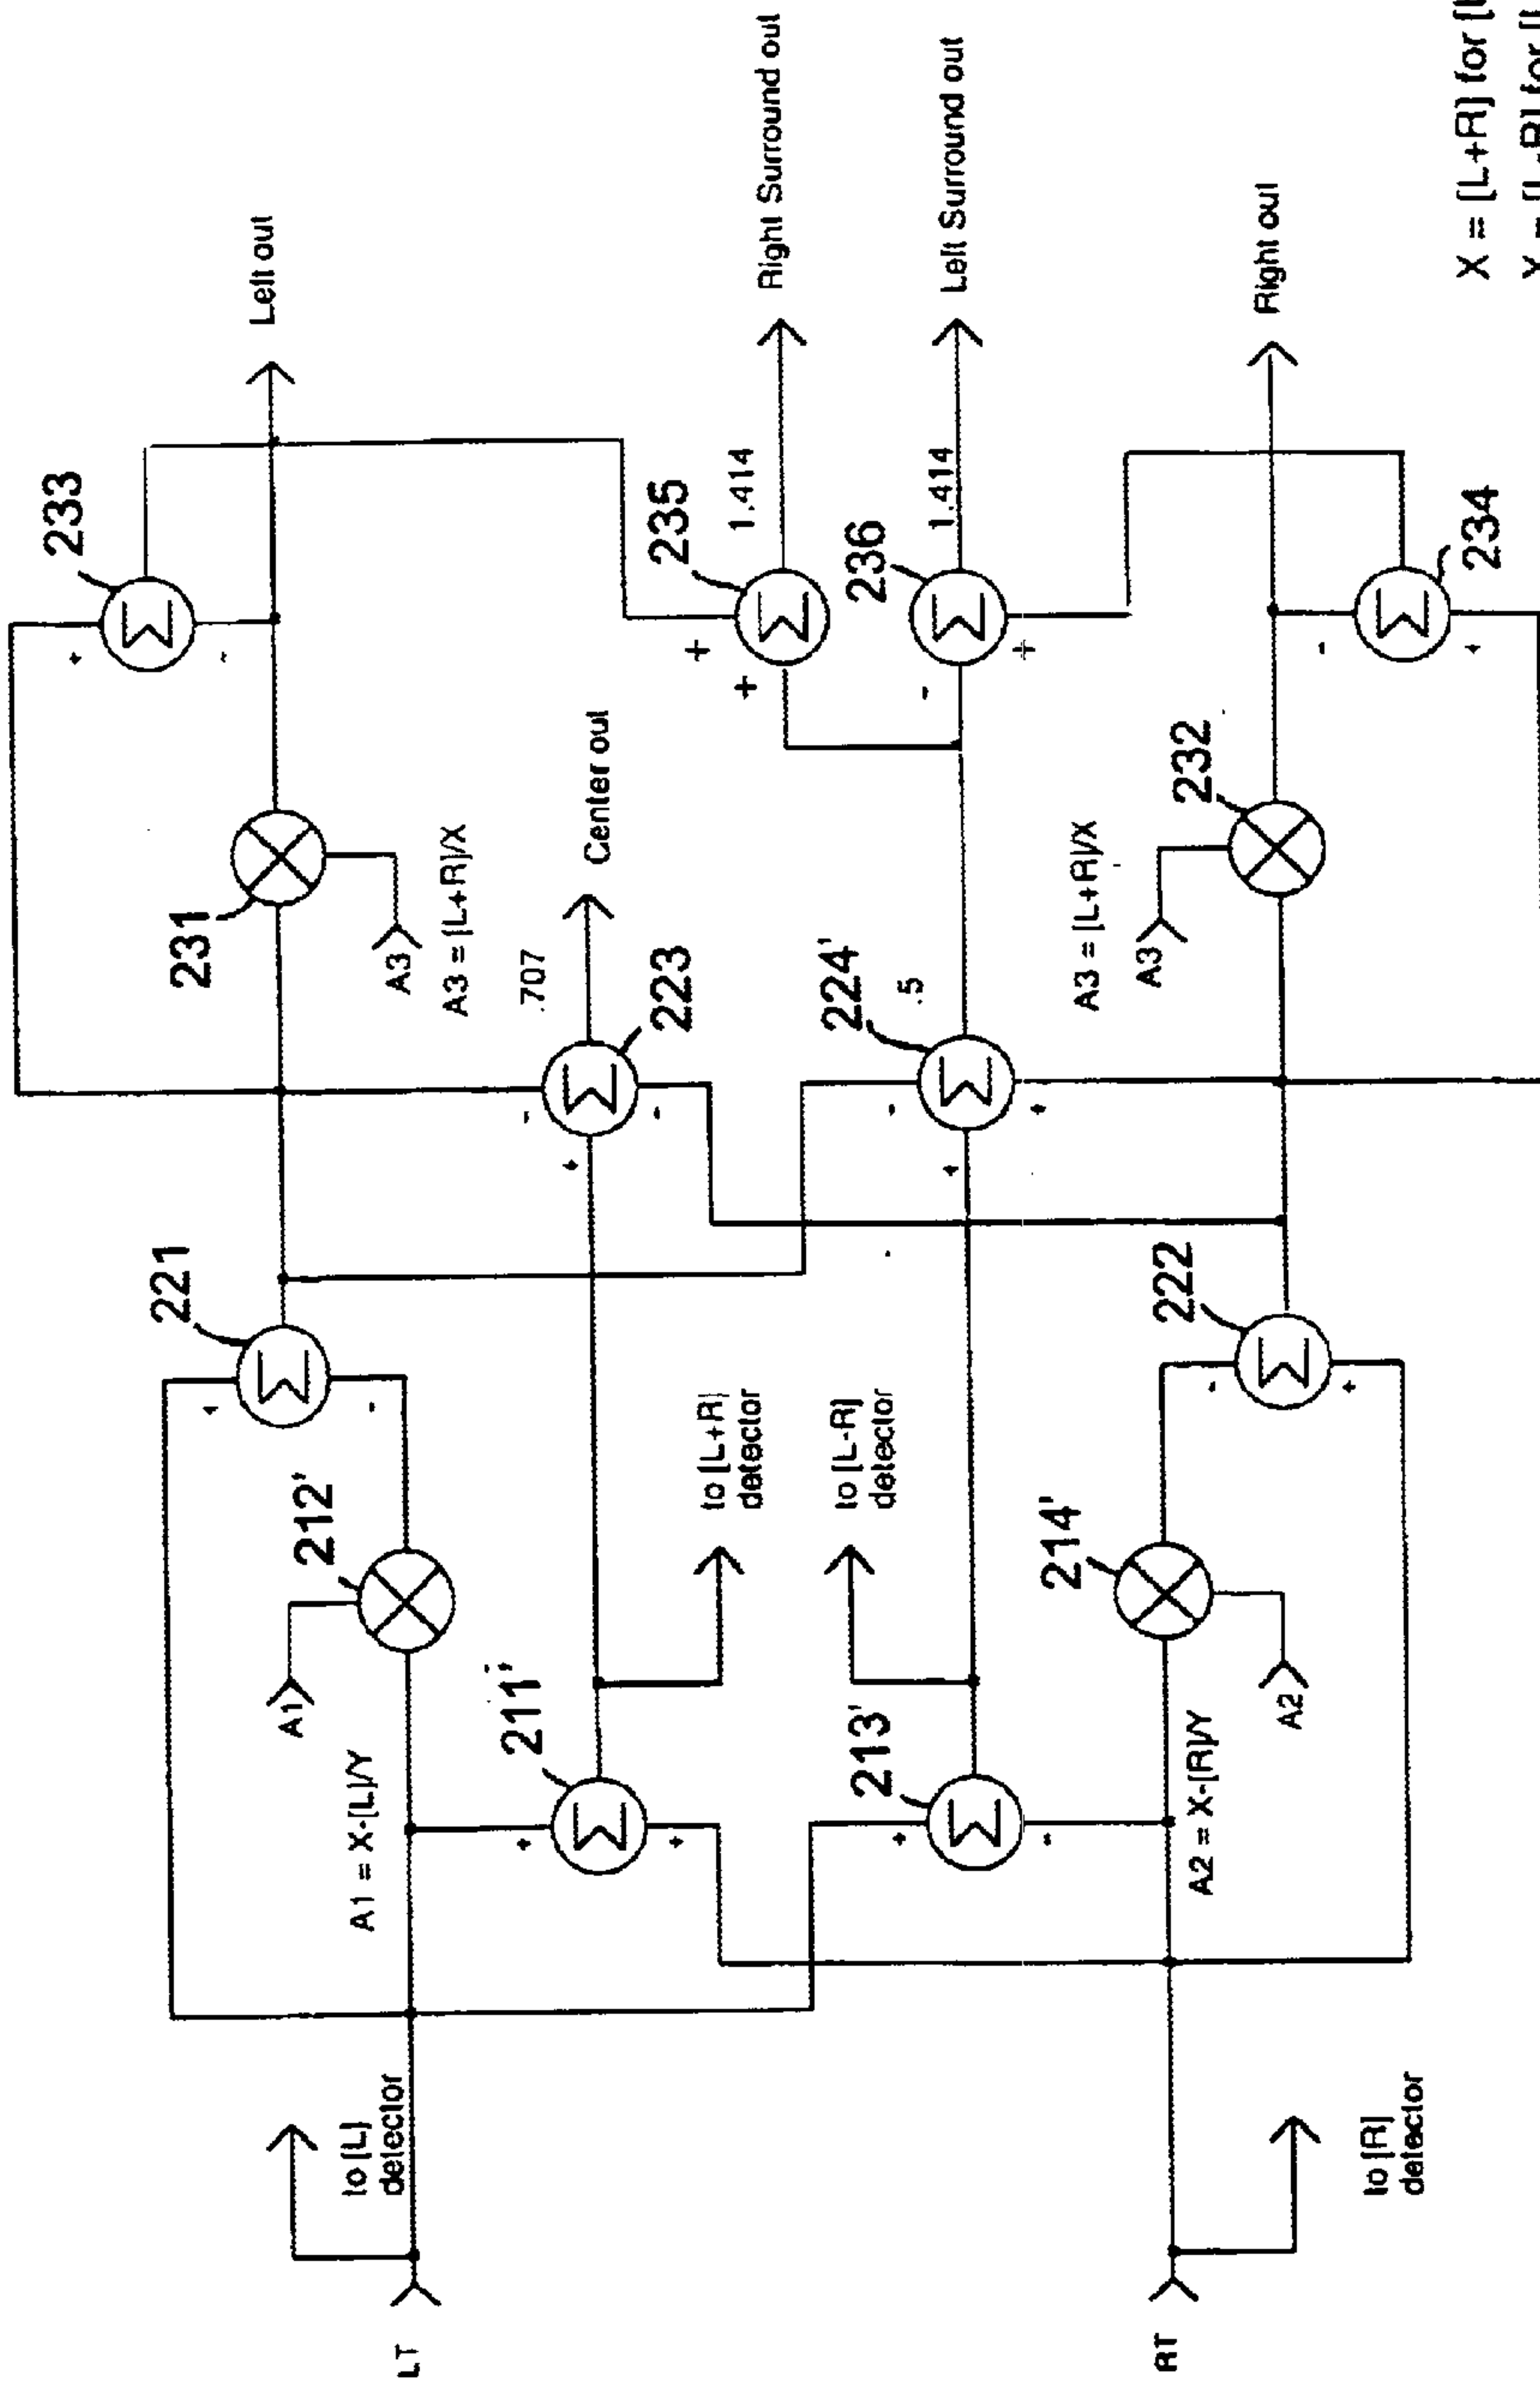 LT
RT
to [L]
detector
to [R]
detector
A1 = X-[L]/Y
A1
212'
211'
213'
214'
A2 = X-[R]/Y
A2
to [L+R]
detector
to [L-R]
detector
221
222
223
.707
Center out
224'
.5
231
A3
A3 = [L+R]/X
232
A3
A3 = [L+R]/X
233
234
235
1.414
236
1.414
Left out
Right Surround out
Left Surround out
Right out
X = [L+R] for